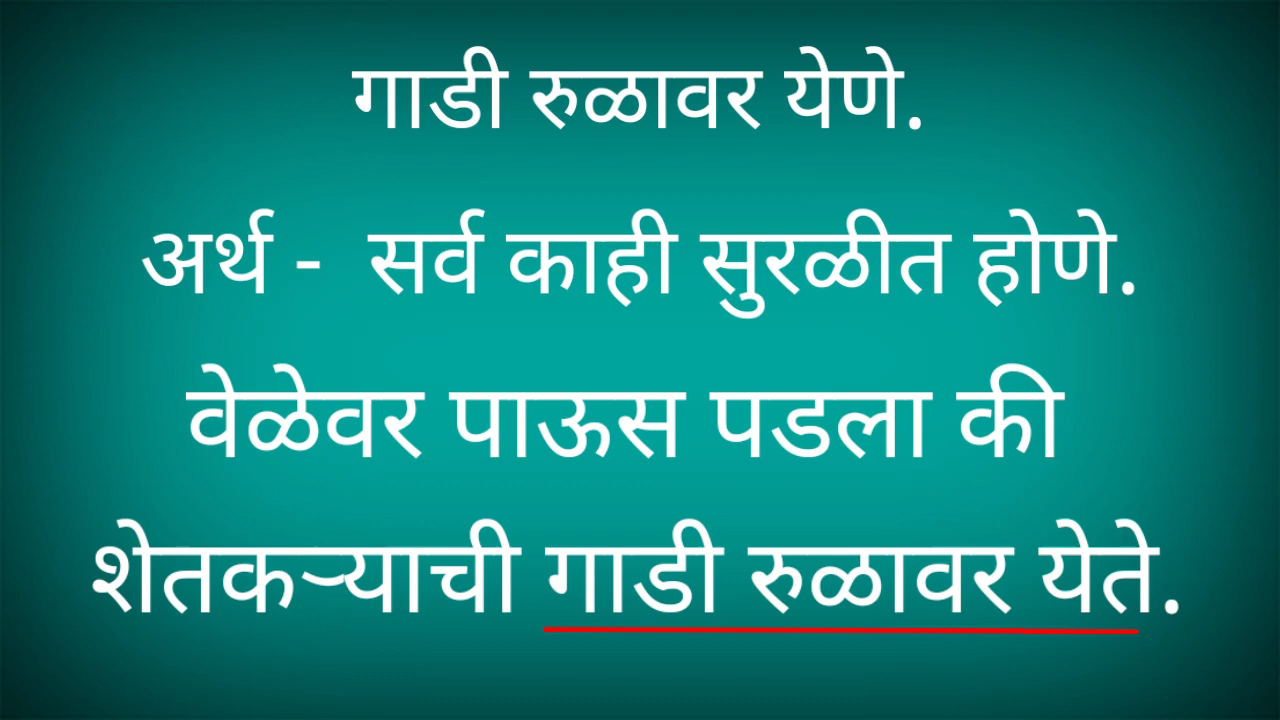 गाडी रुळावर येणे.
अर्थ - सर्व काही सुरळीत होणे.
वेळेवर पाऊस पडला की
शेतकऱ्याची गाडी रुळावर येते.